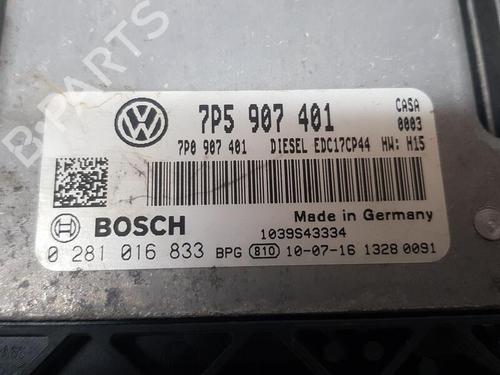 B-PARTS
7P5 907 401 CASA
0003
7P0 907 401 DIESEL EDC17CP44 HW: H15
BOSCH
Made in Germany
1039S43334
0 281 016 833 BPG 810 10-07-16 1328 0091